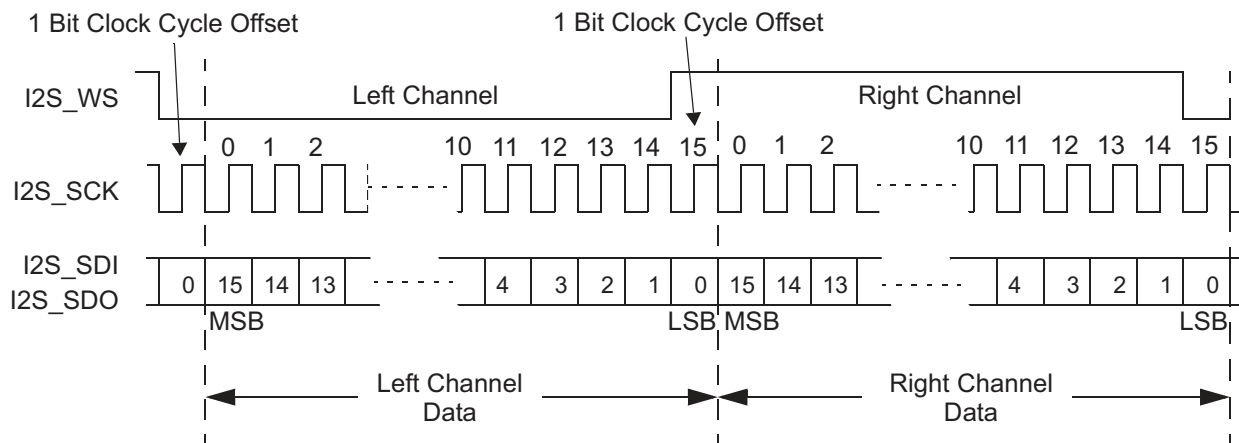 1 Bit Clock Cycle Offset 1 Bit Clock Cycle Offset
I2S_WS Left Channel Right Channel
0 1 2 10 11 12 13 14 15 0 1 2 10 11 12 13 14 15
I2S_SCK
I2S_SDI
0 15 14 13 4 3 2 1 0 15 14 13 4 3 2 1 0
I2S_SDO
MSB LSB MSB LSB
Left Channel Data Right Channel Data